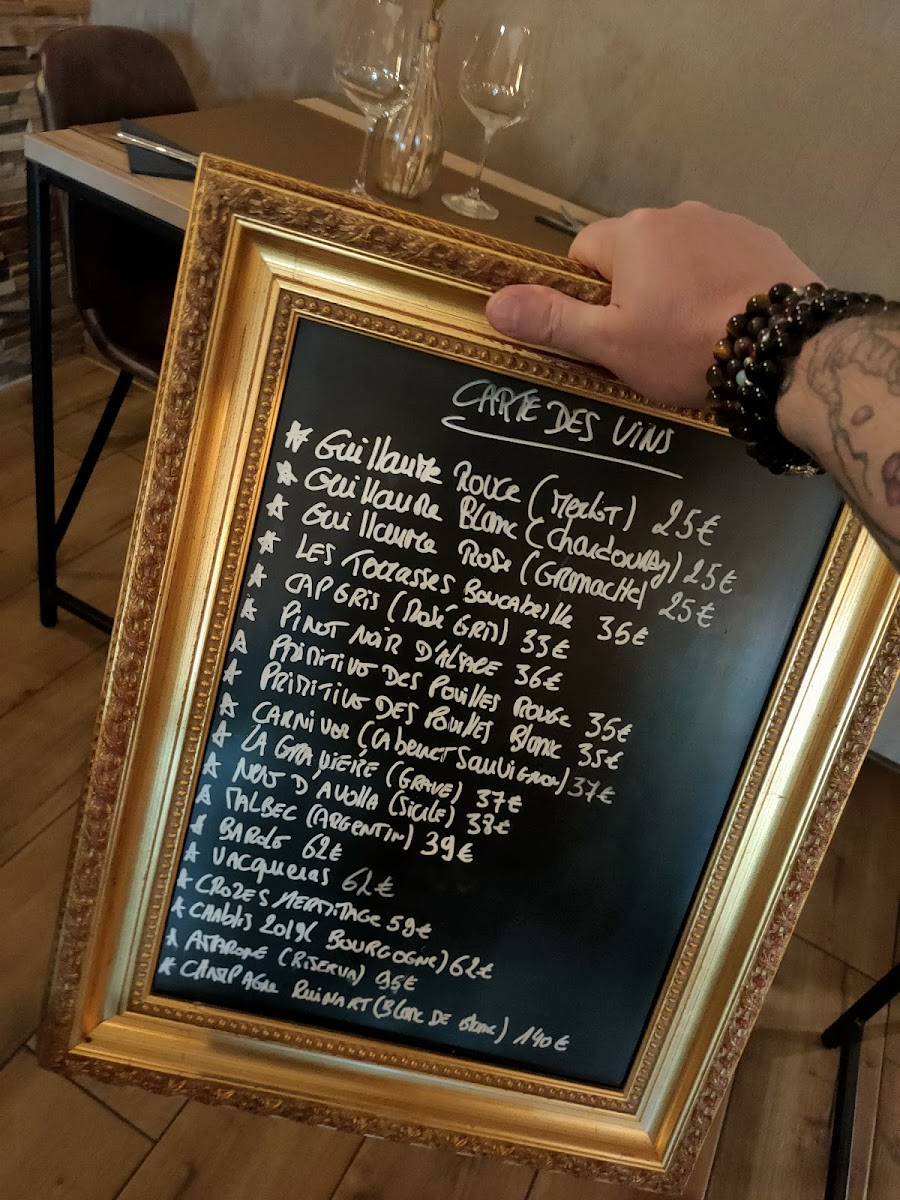 CARTE DES VINS
★ Guillaume Rouge (Merlot) 25€
★ Guillaume Blanc (Chardonnay) 25€
★ Guillaume Rosé (Grenache) 25€
★ LES Terrasses Boucabeille 36€
★ CAP GRIS (Rosé GRIS) 33€
★ PINOT NOIR D'ALSACE 36€
★ PRIMITIVO DES POUILLES ROUGE 35€
★ PRIMITIVO DES POUILLES Blanc 35€
★ CARNIVOR (CABERNET SAUVIGNON) 37€
★ LA GRAVIÈRE (GRAVE) 37€
★ NERO D'AVOLA (SICILE) 38€
★ MALBEC (ARGENTIN) 39€
★ BAROLO 62€
★ VACQUERAS 62€
★ CROZES HERMITAGE 59€
★ CHABLIS 2019 (BOURGOGNE) 62€
★ AMARONE (RISERVA) 95€
★ CHAMPAGNE RUINART (Blanc DE Blanc) 140€